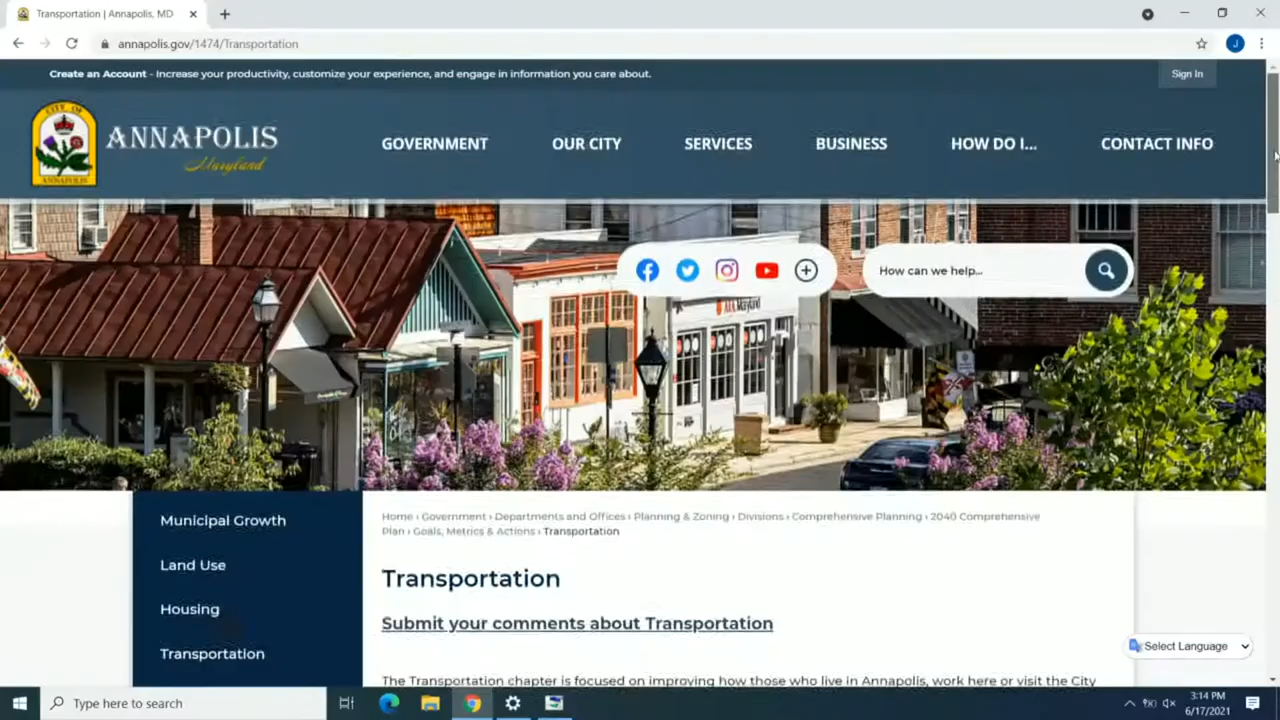 Transportation | Annapolis, MD
annapolis.gov/1474/Transportation
J
Create an Account - Increase your productivity, customize your experience, and engage in information you care about.
Sign In
CITY OF
ANNAPOLIS
ANNAPOLIS
Maryland
GOVERNMENT
OUR CITY
SERVICES
BUSINESS
HOW DO I...
CONTACT INFO
How can we help...
AIA Maryland
Municipal Growth
Land Use
Housing
Transportation
Home › Government › Departments and Offices › Planning & Zoning › Divisions › Comprehensive Planning › 2040 Comprehensive
Plan › Goals, Metrics & Actions › Transportation
Transportation
Submit your comments about Transportation
The Transportation chapter is focused on improving how those who live in Annapolis, work here or visit the City
Select Language
Type here to search
3:14 PM
6/17/2021